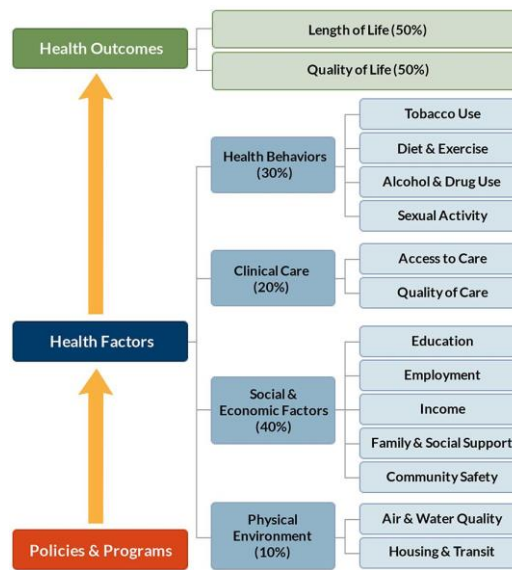 Health Outcomes
Length of Life (50%)
Quality of Life (50%)
Health Factors
Health Behaviors
(30%)
Tobacco Use
Diet & Exercise
Alcohol & Drug Use
Sexual Activity
Clinical Care
(20%)
Access to Care
Quality of Care
Social &
Economic Factors
(40%)
Education
Employment
Income
Family & Social Support
Community Safety
Physical
Environment
(10%)
Air & Water Quality
Housing & Transit
Policies & Programs